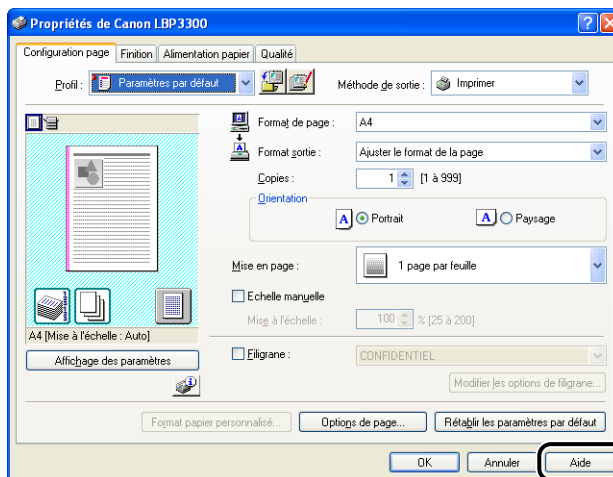 Propriétés de Canon LBP3300
Configuration page Finition Alimentation papier Qualité
Profil : Paramètres par défaut Méthode de sortie : Imprimer
Format de page : A4
Format sortie : Ajuster le format de la page
Copies : 1 [1 à 999]
Orientation
A Portrait A Paysage
Mise en page : 1 page par feuille
Echelle manuelle
Mise à l'échelle : 100 % [25 à 200]
A4 [Mise à l'échelle : Auto]
Affichage des paramètres
Filigrane : CONFIDENTIEL
Modifier les options de filigrane...
Format papier personnalisé... Options de page... Rétablir les paramètres par défaut
OK Annuler Aide